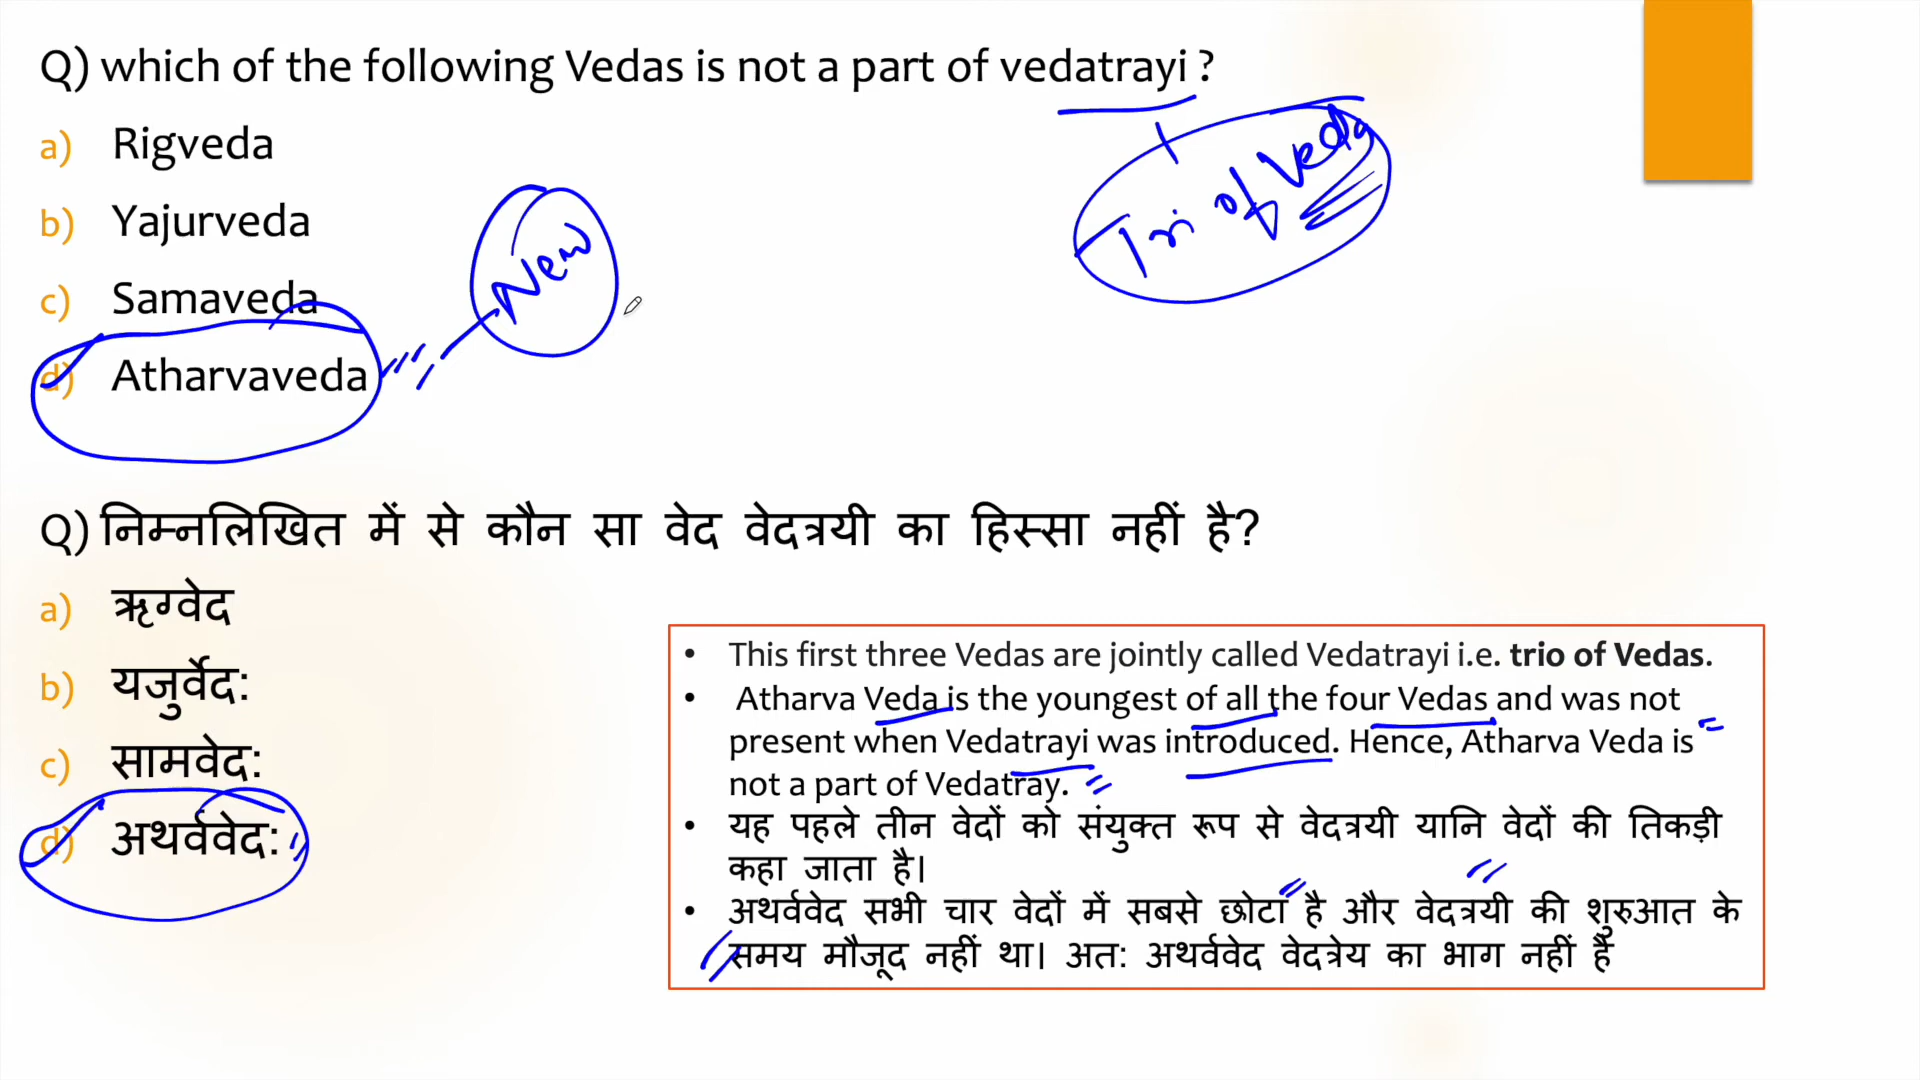 Q) which of the following Vedas is not a part of vedatrayi ?
a) Rigveda
b) Yajurveda
c) Samaveda
d) Atharvaveda
New
Tri of Veda
Q) निम्नलिखित में से कौन सा वेद वेदत्रयी का हिस्सा नहीं है?
a) ऋग्वेद
b) यजुर्वेद:
c) सामवेद:
d) अथर्ववेद:
• This first three Vedas are jointly called Vedatrayi i.e. trio of Vedas.
• Atharva Veda is the youngest of all the four Vedas and was not
present when Vedatrayi was introduced. Hence, Atharva Veda is
not a part of Vedatray.
• यह पहले तीन वेदों को संयुक्त रूप से वेदत्रयी यानि वेदों की तिकड़ी
कहा जाता है।
• अथर्ववेद सभी चार वेदों में सबसे छोटा है और वेदत्रयी की शुरुआत के
समय मौजूद नहीं था। अत: अथर्ववेद वेदत्रेय का भाग नहीं है